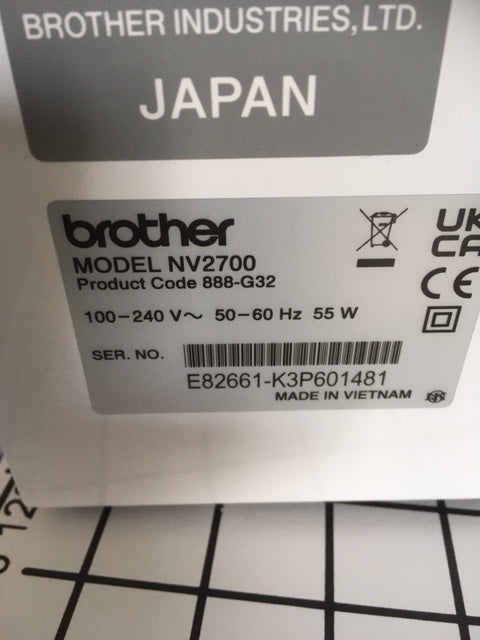 BROTHER INDUSTRIES, LTD.
JAPAN
brother
MODEL NV2700
Product Code 888-G32
100-240 V~ 50-60 Hz 55 W
SER. NO.
E82661-K3P601481
MADE IN VIETNAM
UK
CA
CE
12